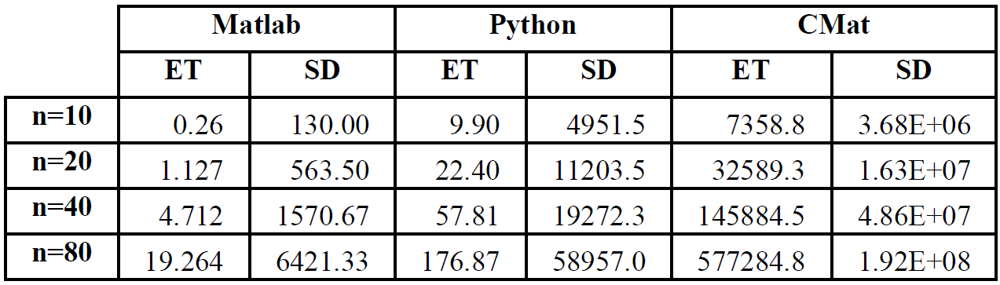 Matlab Python CMat
ET SD ET SD ET SD
n=10 0.26 130.00 9.90 4951.5 7358.8 3.68E+06
n=20 1.127 563.50 22.40 11203.5 32589.3 1.63E+07
n=40 4.712 1570.67 57.81 19272.3 145884.5 4.86E+07
n=80 19.264 6421.33 176.87 58957.0 577284.8 1.92E+08